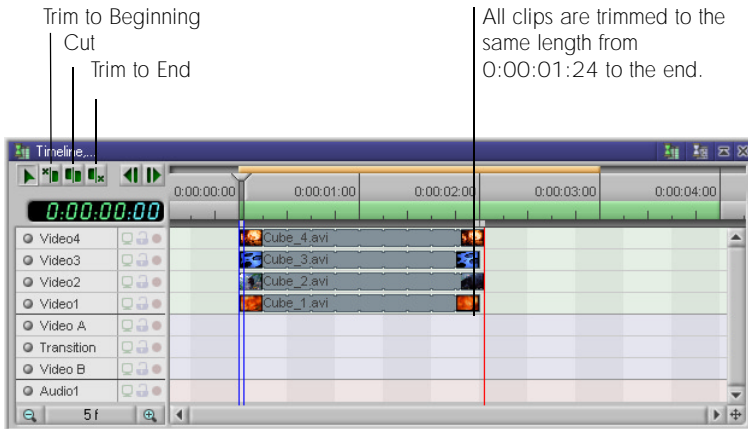 Trim to Beginning
Cut
Trim to End
All clips are trimmed to the
same length from
0:00:01:24 to the end.
Timeline,...
0:00:00:00
0:00:00:00 0:00:01:00 0:00:02:00 0:00:03:00 0:00:04:00
Video4
Cube_4.avi
Video3
Cube_3.avi
Video2
Cube_2.avi
Video1
Cube_1.avi
Video A
Transition
Video B
Audio1
5 f